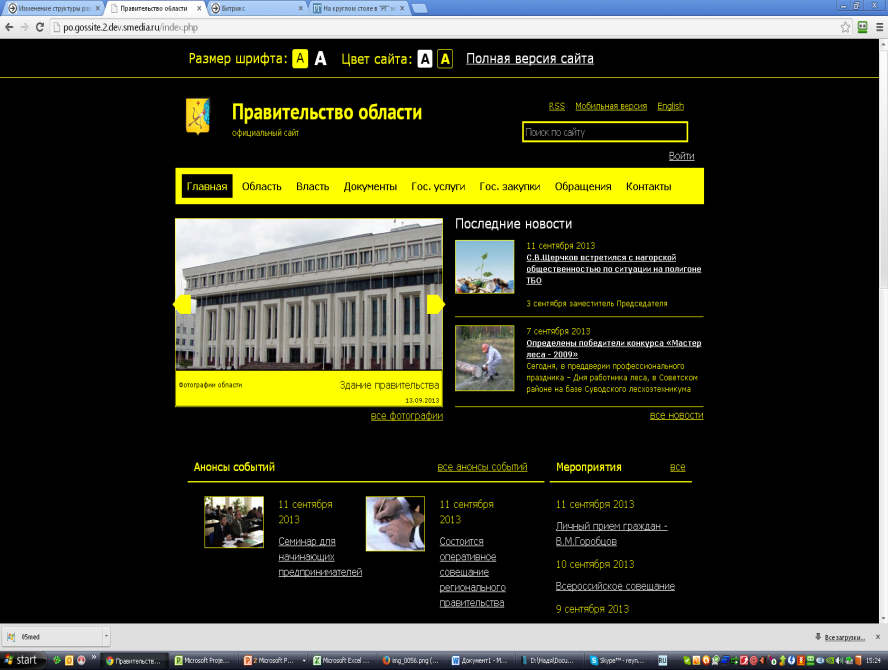 Изменение структуры раз
Правительство области
Битрикс
На круглом столе в "РГ" эк
po.gossite.2.dev.smedia.ru/index.php
Размер шрифта: А А Цвет сайта: А А Полная версия сайта
RSS Мобильная версия English
Правительство области
официальный сайт
Поиск по сайту
Войти
Главная Область Власть Документы Гос. услуги Гос. закупки Обращения Контакты
Фотографии области
Здание правительства
13.09.2013
все фотографии
Последние новости
11 сентября 2013
С.В.Щерчков встретился с нагорской
общественностью по ситуации на полигоне
ТБО
3 сентября заместитель Председателя
7 сентября 2013
Определены победители конкурса «Мастер
леса - 2009»
Сегодня, в преддверии профессионального
праздника – Дня работника леса, в Советском
районе на базе Суводского лесхозтехникума
все новости
Анонсы событий
все анонсы событий
11 сентября
2013
Семинар для
начинающих
предпринимателей
11 сентября
2013
Состоится
оперативное
совещание
регионального
правительства
Мероприятия
все
11 сентября 2013
Личный прием граждан -
В.М.Горобцов
10 сентября 2013
Всероссийское совещание
9 сентября 2013
05med
Все загрузки...
start
Правительств...
Microsoft Proje...
2 Microsoft P...
Microsoft Excel ...
img_0056.png (...
Документ1 - M...
D:\Надя\Docu...
Skype™ - reyn...
RU
15:24